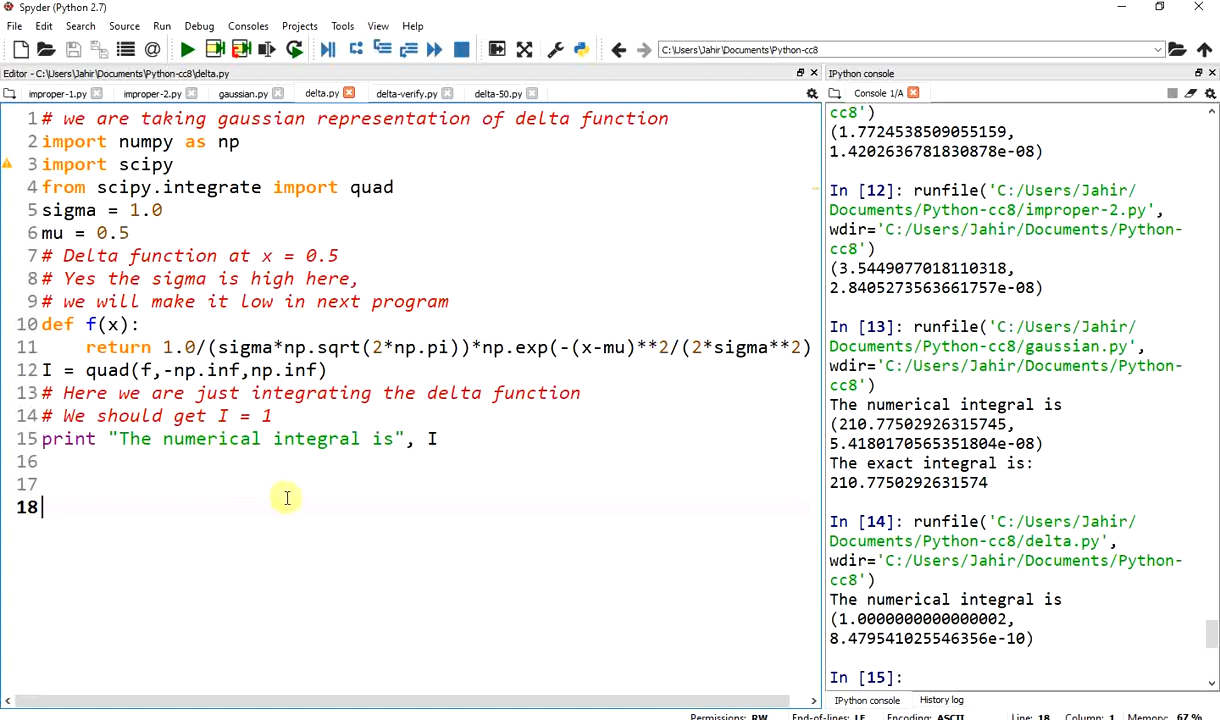 Spyder (Python 2.7)
File Edit Search Source Run Debug Consoles Projects Tools View Help
C:\Users\Jahir\Documents\Python-cc8
Editor - C:\Users\Jahir\Documents\Python-cc8\delta.py
improper-1.py improper-2.py gaussian.py delta.py delta-verify.py delta-50.py
1 # we are taking gaussian representation of delta function
2 import numpy as np
3 import scipy
4 from scipy.integrate import quad
5 sigma = 1.0
6 mu = 0.5
7 # Delta function at x = 0.5
8 # Yes the sigma is high here,
9 # we will make it low in next program
10 def f(x):
11     return 1.0/(sigma*np.sqrt(2*np.pi))*np.exp(-(x-mu)**2/(2*sigma**2)
12 I = quad(f,-np.inf,np.inf)
13 # Here we are just integrating the delta function
14 # We should get I = 1
15 print "The numerical integral is", I
16
17
18
IPython console
Console 1/A
cc8')
(1.7724538509055159,
1.4202636781830878e-08)
In [12]: runfile('C:/Users/Jahir/
Documents/Python-cc8/improper-2.py',
wdir='C:/Users/Jahir/Documents/Python-
cc8')
(3.5449077018110318,
2.8405273563661757e-08)
In [13]: runfile('C:/Users/Jahir/
Documents/Python-cc8/gaussian.py',
wdir='C:/Users/Jahir/Documents/Python-
cc8')
The numerical integral is
(210.77502926315745,
5.4180170565351804e-08)
The exact integral is:
210.7750292631574
In [14]: runfile('C:/Users/Jahir/
Documents/Python-cc8/delta.py',
wdir='C:/Users/Jahir/Documents/Python-
cc8')
The numerical integral is
(1.0000000000000002,
8.479541025546356e-10)
In [15]:
IPython console History log
Permissions: RW End-of-lines: LF Encoding: ASCII Line: 18 Column: 1 Memory: 67 %